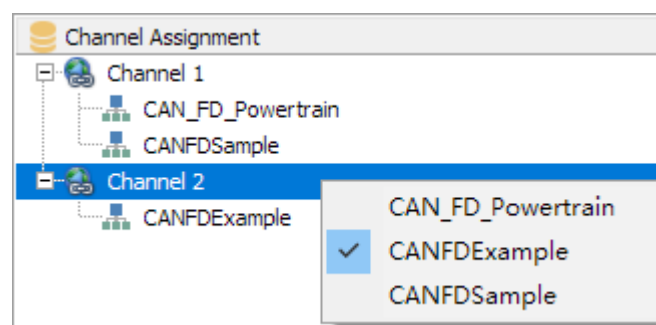 Channel Assignment
Channel 1
CAN_FD_Powertrain
CANFDSample
Channel 2
CANFDExample
CAN_FD_Powertrain
CANFDExample
CANFDSample